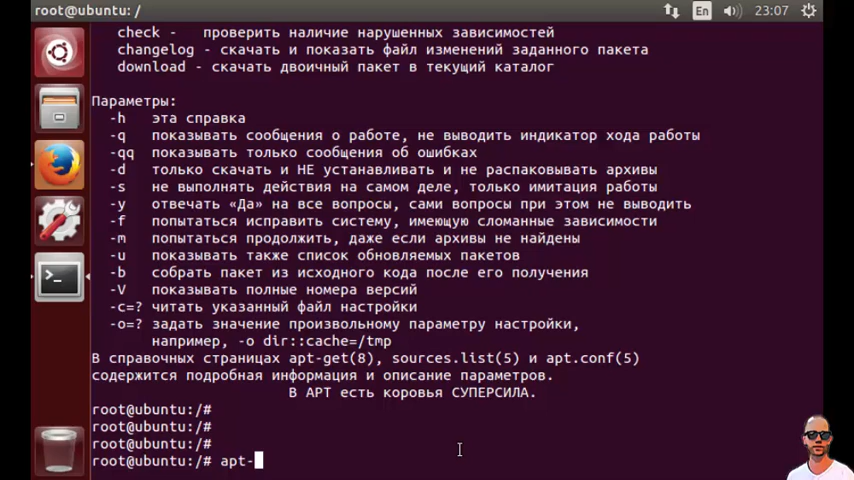 root@ubuntu: /
En
23:07
check - проверить наличие нарушенных зависимостей
changelog - скачать и показать файл изменений заданного пакета
download - скачать двоичный пакет в текущий каталог
Параметры:
-h эта справка
-q показывать сообщения о работе, не выводить индикатор хода работы
-qq показывать только сообщения об ошибках
-d только скачать и НЕ устанавливать и не распаковывать архивы
-s не выполнять действия на самом деле, только имитация работы
-y отвечать «Да» на все вопросы, сами вопросы при этом не выводить
-f попытаться исправить систему, имеющую сломанные зависимости
-m попытаться продолжить, даже если архивы не найдены
-u показывать также список обновляемых пакетов
-b собрать пакет из исходного кода после его получения
-V показывать полные номера версий
-c=? читать указанный файл настройки
-o=? задать значение произвольному параметру настройки,
например, -o dir::cache=/tmp
В справочных страницах apt-get(8), sources.list(5) и apt.conf(5)
содержится подробная информация и описание параметров.
В APT есть коровья СУПЕРСИЛА.
root@ubuntu:/#
root@ubuntu:/#
root@ubuntu:/#
root@ubuntu:/# apt-